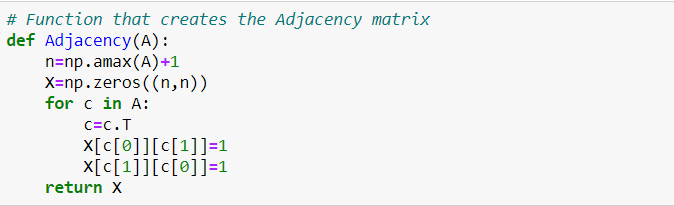 # Function that creates the Adjacency matrix
def Adjacency(A):
    n=np.amax(A)+1
    X=np.zeros((n,n))
    for c in A:
        c=c.T
        X[c[0]][c[1]]=1
        X[c[1]][c[0]]=1
    return X